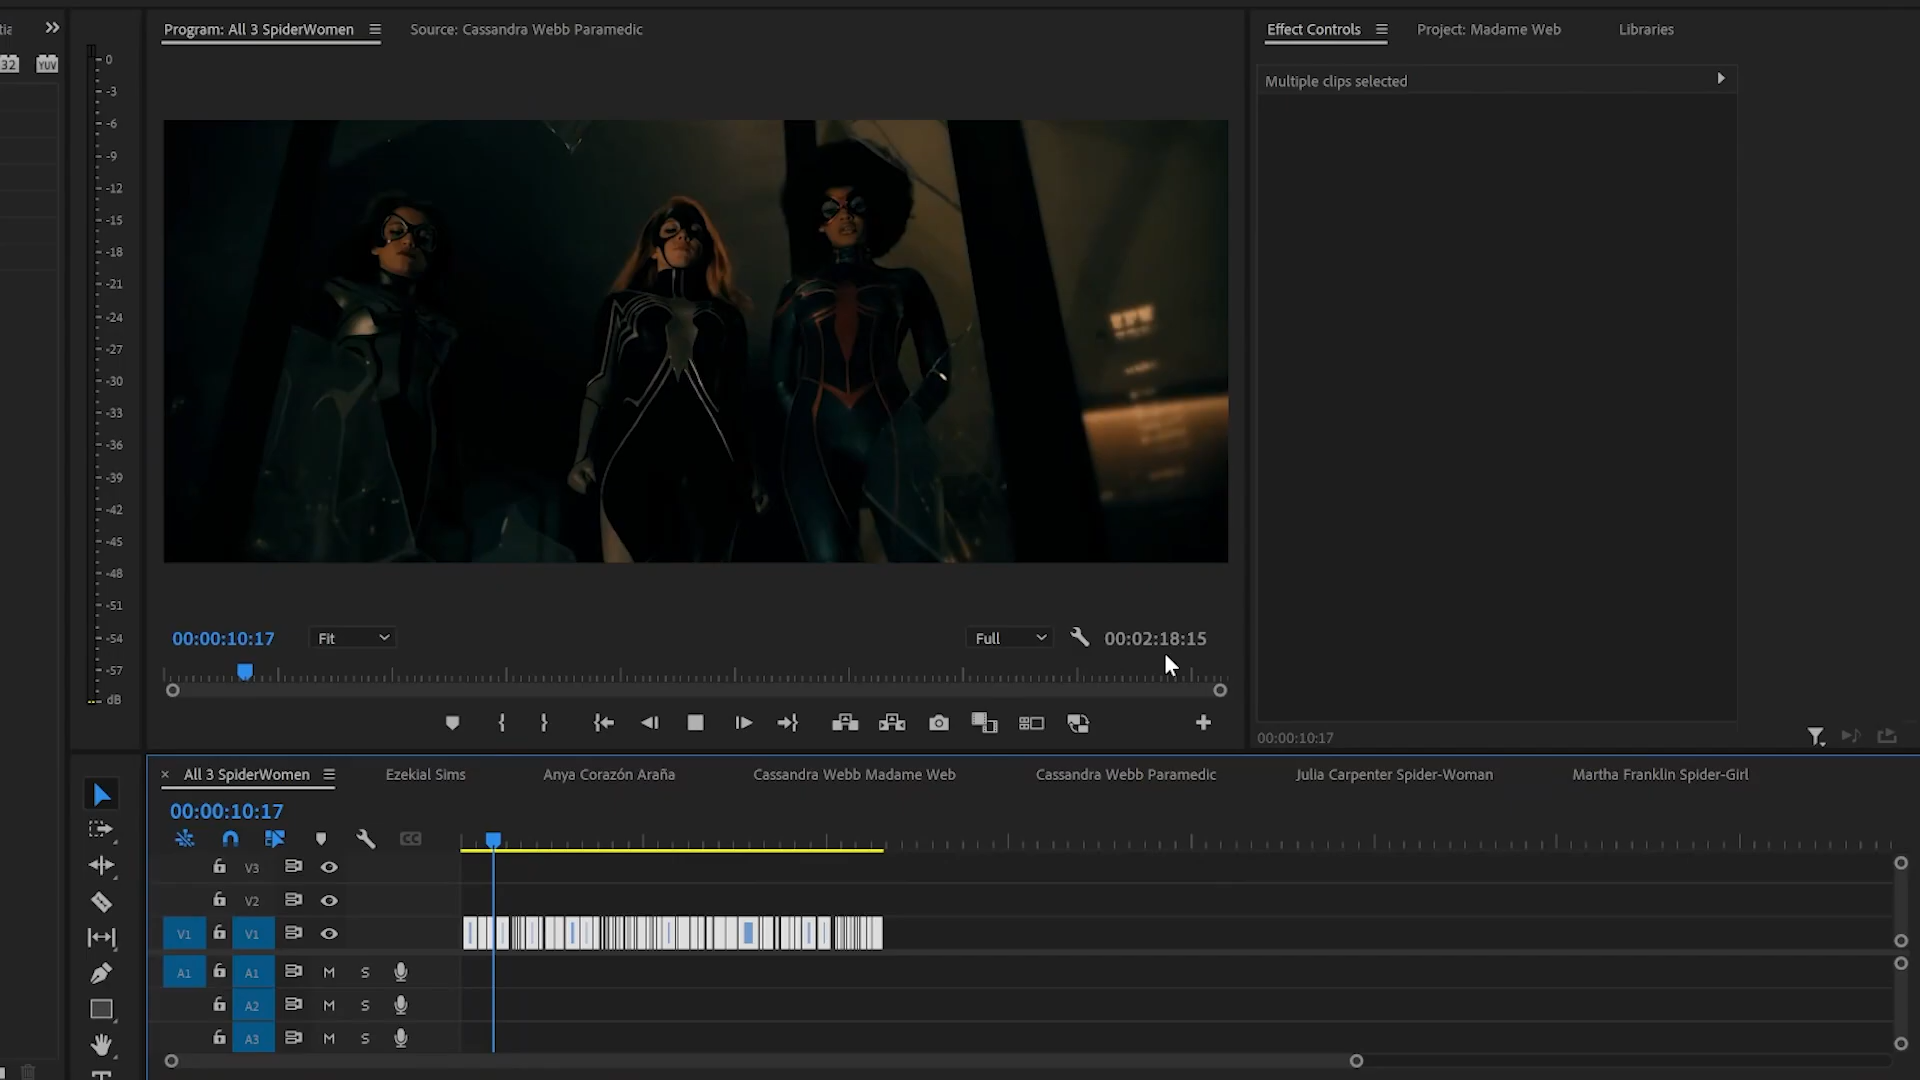 Program: All 3 SpiderWomen
Source: Cassandra Webb Paramedic
Effect Controls
Project: Madame Web
Libraries
32
YUV
Multiple clips selected
0
-3
-6
-9
-12
-15
-18
-21
-24
-27
-30
-33
-36
-39
-42
-45
-48
-51
-54
-57
dB
00:00:10:17
Fit
Full
00:02:18:15
00:00:10:17
All 3 SpiderWomen
Ezekial Sims
Anya Corazón Araña
Cassandra Webb Madame Web
Cassandra Webb Paramedic
Julia Carpenter Spider-Woman
Martha Franklin Spider-Girl
00:00:10:17
CC
V3
V2
V1 V1
A1 A1 M S
A2 M S
A3 M S